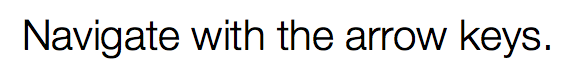 Navigate with the arrow keys.